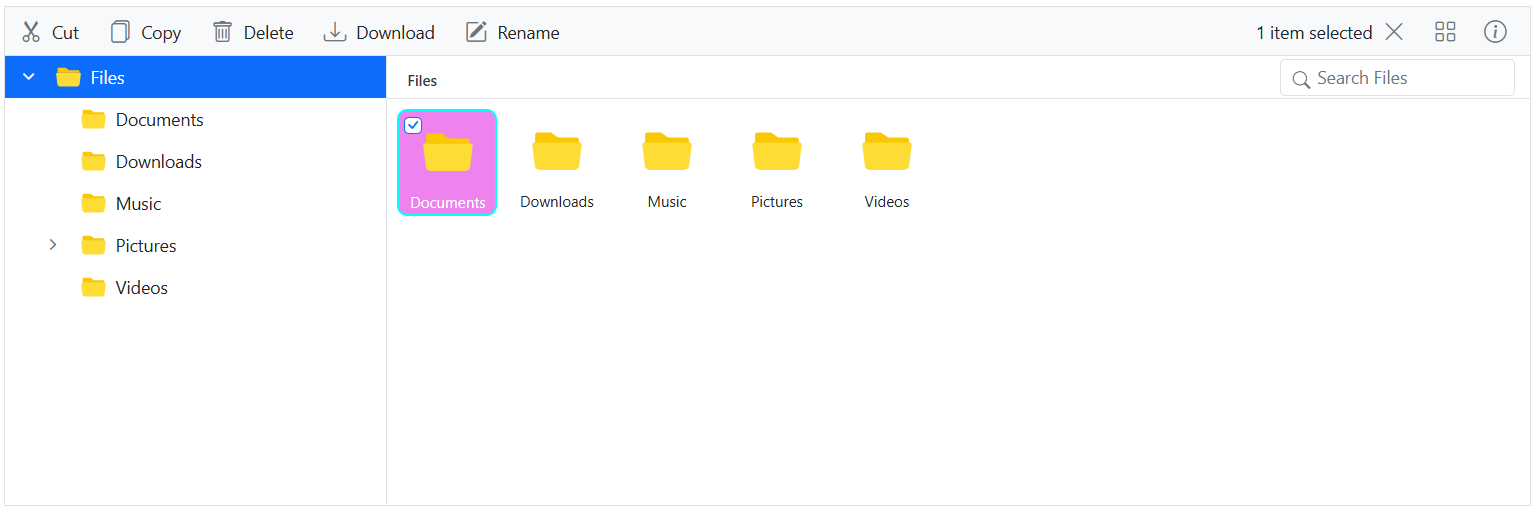 Cut Copy Delete Download Rename 1 item selected
Files
Documents
Downloads
Music
Pictures
Videos
Files Search Files
Documents Downloads Music Pictures Videos